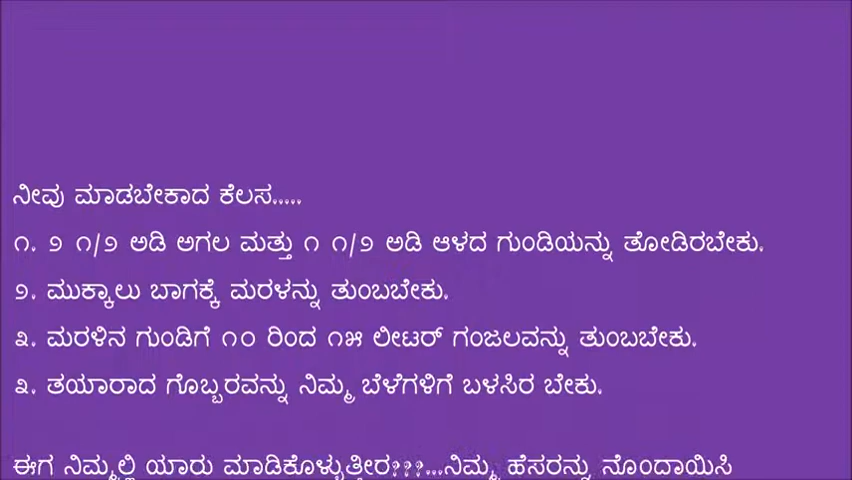 ನೀವು ಮಾಡಬೇಕಾದ ಕೆಲಸ.....
೧. ೨ ೧/೨ ಅಡಿ ಅಗಲ ಮತ್ತು ೧ ೧/೨ ಅಡಿ ಆಳದ ಗುಂಡಿಯನ್ನು ತೋಡಿರಬೇಕು.
೨. ಮುಕ್ಕಾಲು ಬಾಗಕ್ಕೆ ಮರಳನ್ನು ತುಂಬಬೇಕು.
೩. ಮರಳಿನ ಗುಂಡಿಗೆ ೧೦ ರಿಂದ ೧೫ ಲೀಟರ್ ಗಂಜಲವನ್ನು ತುಂಬಬೇಕು.
೩. ತಯಾರಾದ ಗೊಬ್ಬರವನ್ನು ನಿಮ್ಮ ಬೆಳೆಗಳಿಗೆ ಬಳಸಿರ ಬೇಕು.
ಈಗ ನಿಮ್ಮಲ್ಲಿ ಯಾರು ಮಾಡಿಕೊಳ್ಳುತ್ತೀರ???...ನಿಮ್ಮ ಹೆಸರನ್ನು ನೊಂದಾಯಿಸಿ